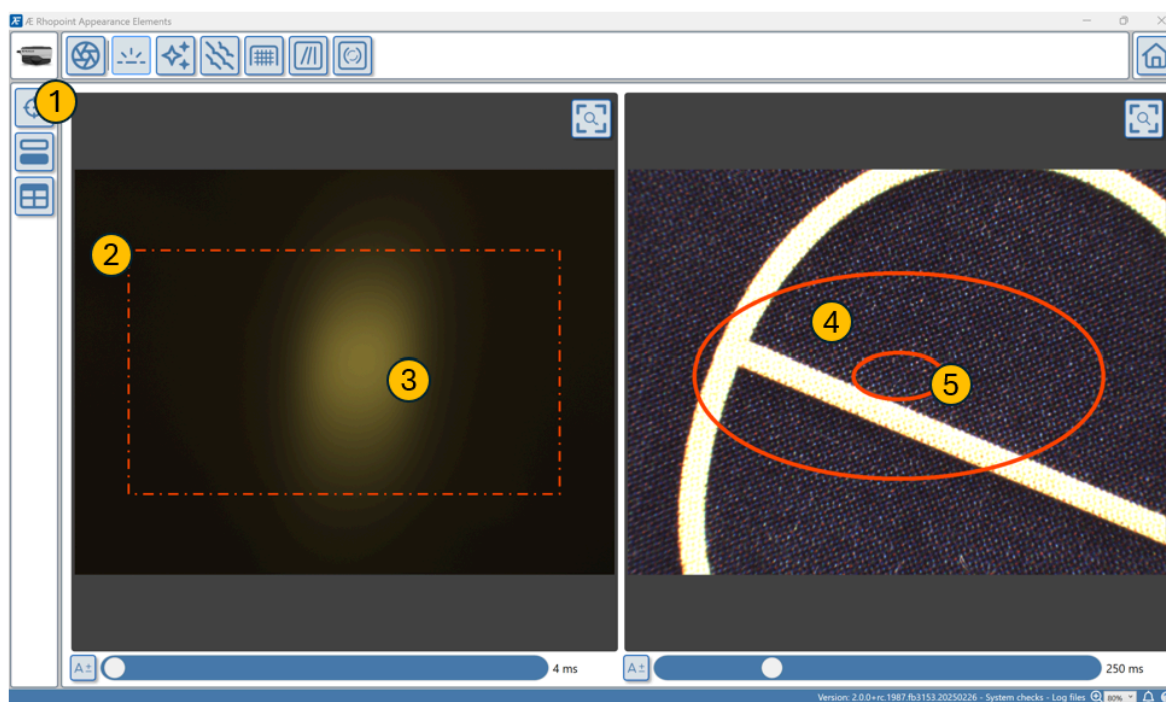 Æ Rhopoint Appearance Elements
1
2
3
4
5
A± 4 ms
A± 250 ms
Version: 2.0.0+rc.1987.fb3153.20250226 - System checks - Log files 80%